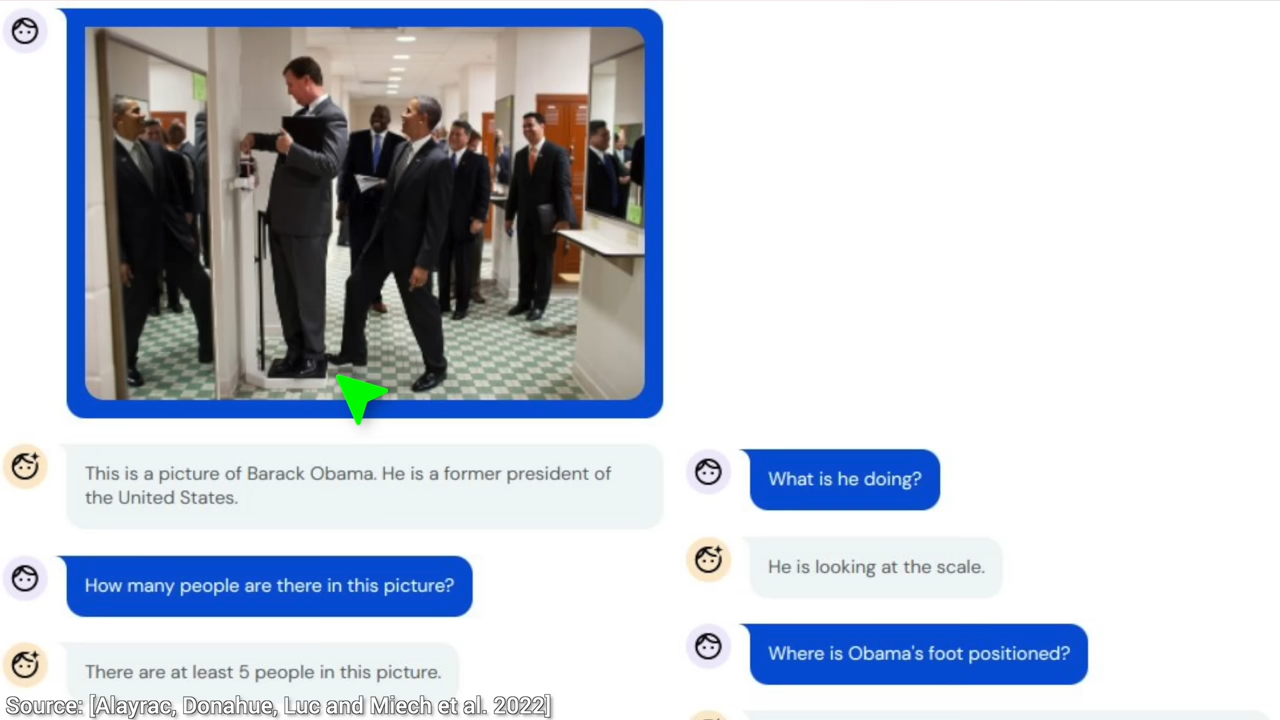 This is a picture of Barack Obama. He is a former president of
the United States.
How many people are there in this picture?
There are at least 5 people in this picture.
What is he doing?
He is looking at the scale.
Where is Obama's foot positioned?
Source: [Alayrac, Donahue, Luc and Miech et al. 2022]